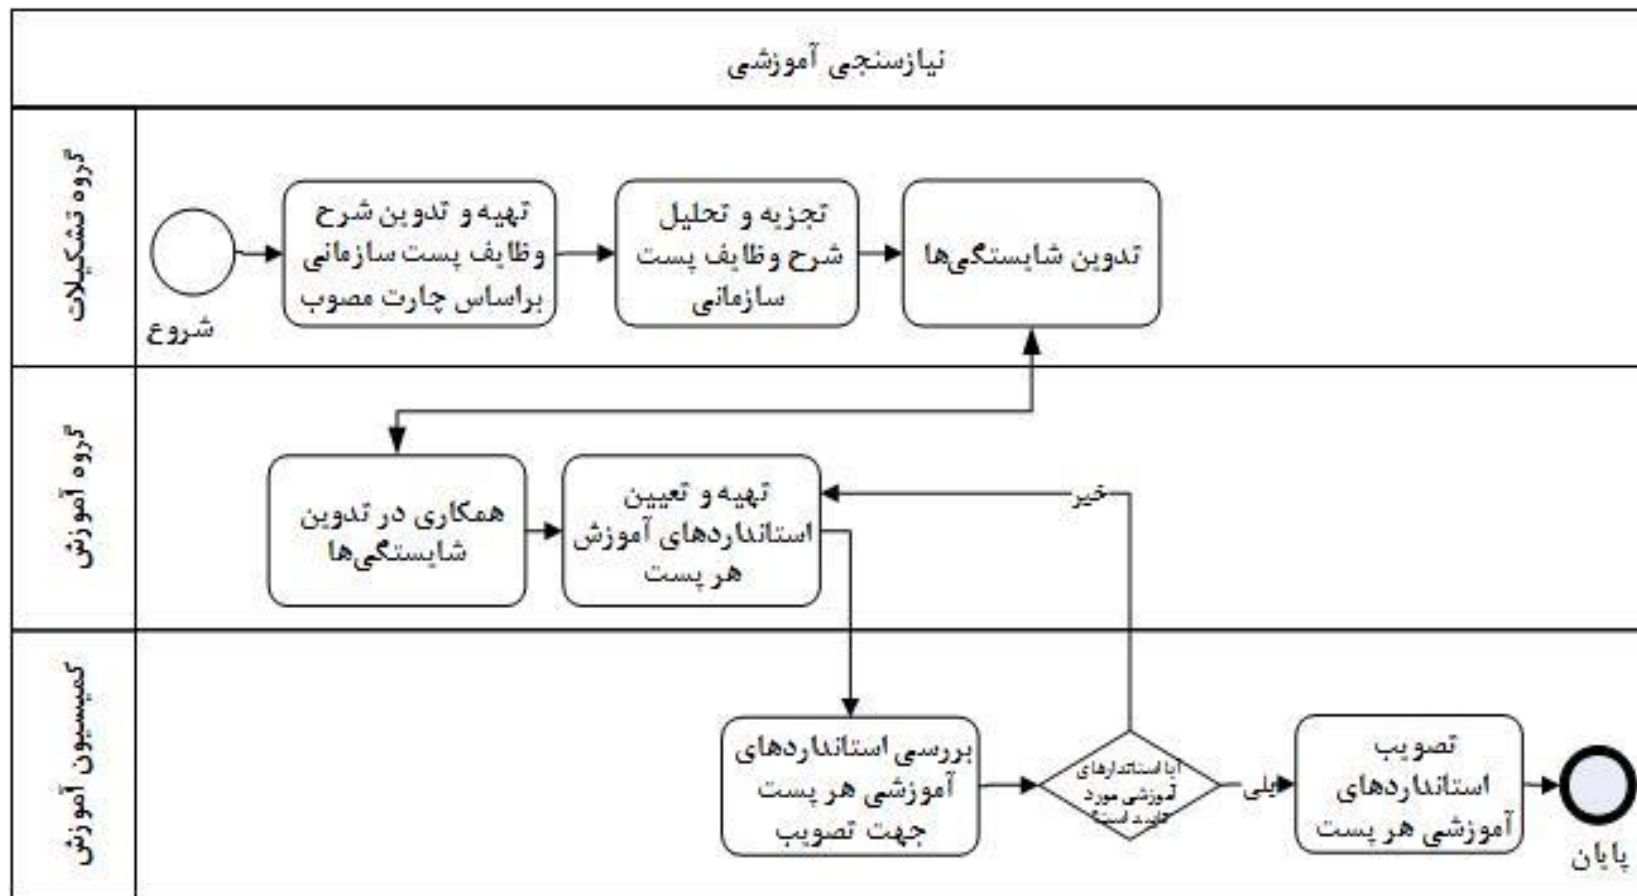 نیازسنجی آموزشی
گروه تشکیلات
شروع
تهیه و تدوین شرح
وظایف پست سازمانی
براساس چارت مصوب
تجزیه و تحلیل
شرح وظایف پست
سازمانی
تدوین شایستگی‌ها
گروه آموزش
همکاری در تدوین
شایستگی‌ها
تهیه و تعیین
استانداردهای آموزش
هر پست
خیر
کمیسیون آموزش
بررسی استانداردهای
آموزشی هر پست
جهت تصویب
آیا استاندارهای
آموزشی مورد
تایید است؟
بلی
تصویب
استانداردهای
آموزشی هر پست
پایان